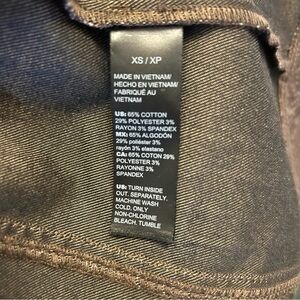 XS / XP
MADE IN VIETNAM/
HECHO EN VIETNAM/
FABRIQUÉ AU
VIETNAM
US: 65% COTTON
29% POLYESTER 3%
RAYON 3% SPANDEX
MX: 65% ALGODÓN
29% poliéster 3%
rayón 3% elastano
CA: 65% COTON 29%
POLYESTER 3%
RAYONNE 3%
SPANDEX
US: TURN INSIDE
OUT. SEPARATELY.
MACHINE WASH
COLD, ONLY
NON-CHLORINE
BLEACH, TUMBLE